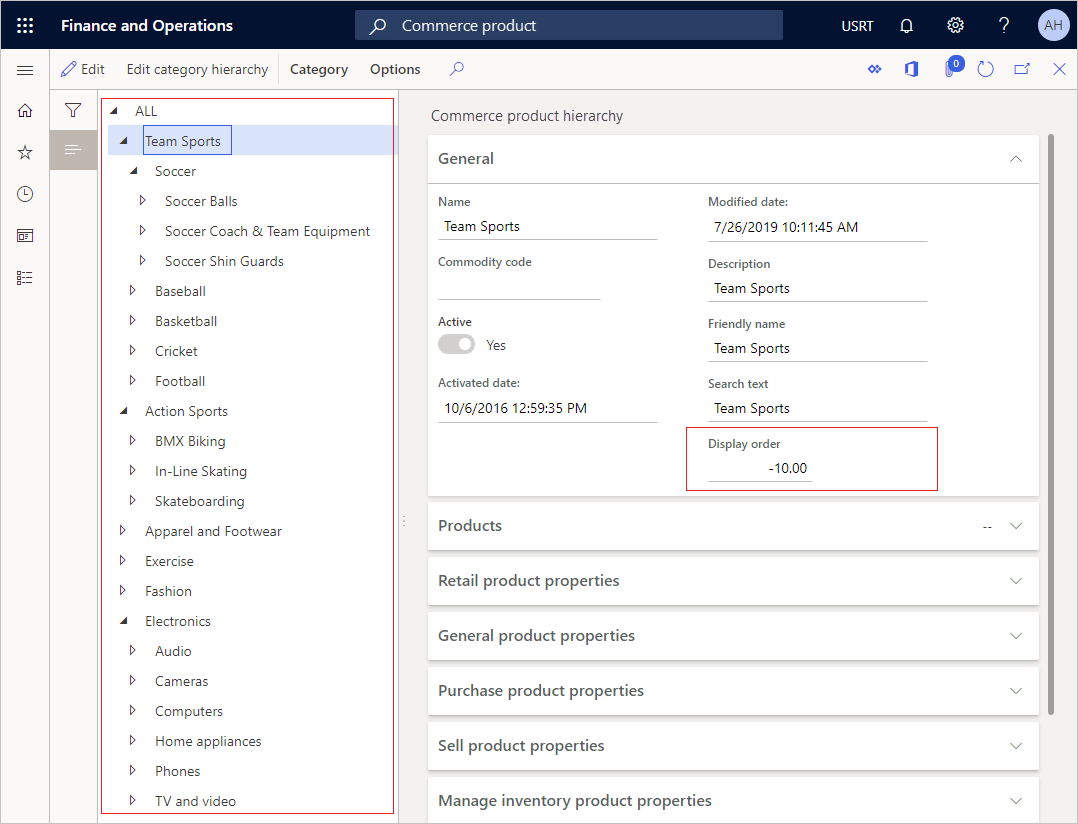 Finance and Operations
Commerce product
USRT
?
AH
Edit
Edit category hierarchy
Category
Options
0
ALL
Team Sports
Soccer
Soccer Balls
Soccer Coach & Team Equipment
Soccer Shin Guards
Baseball
Basketball
Cricket
Football
Action Sports
BMX Biking
In-Line Skating
Skateboarding
Apparel and Footwear
Exercise
Fashion
Electronics
Audio
Cameras
Computers
Home appliances
Phones
TV and video
Commerce product hierarchy
General
Name
Team Sports
Commodity code
Active
Yes
Activated date:
10/6/2016 12:59:35 PM
Modified date:
7/26/2019 10:11:45 AM
Description
Team Sports
Friendly name
Team Sports
Search text
Team Sports
Display order
-10.00
Products
--
Retail product properties
General product properties
Purchase product properties
Sell product properties
Manage inventory product properties